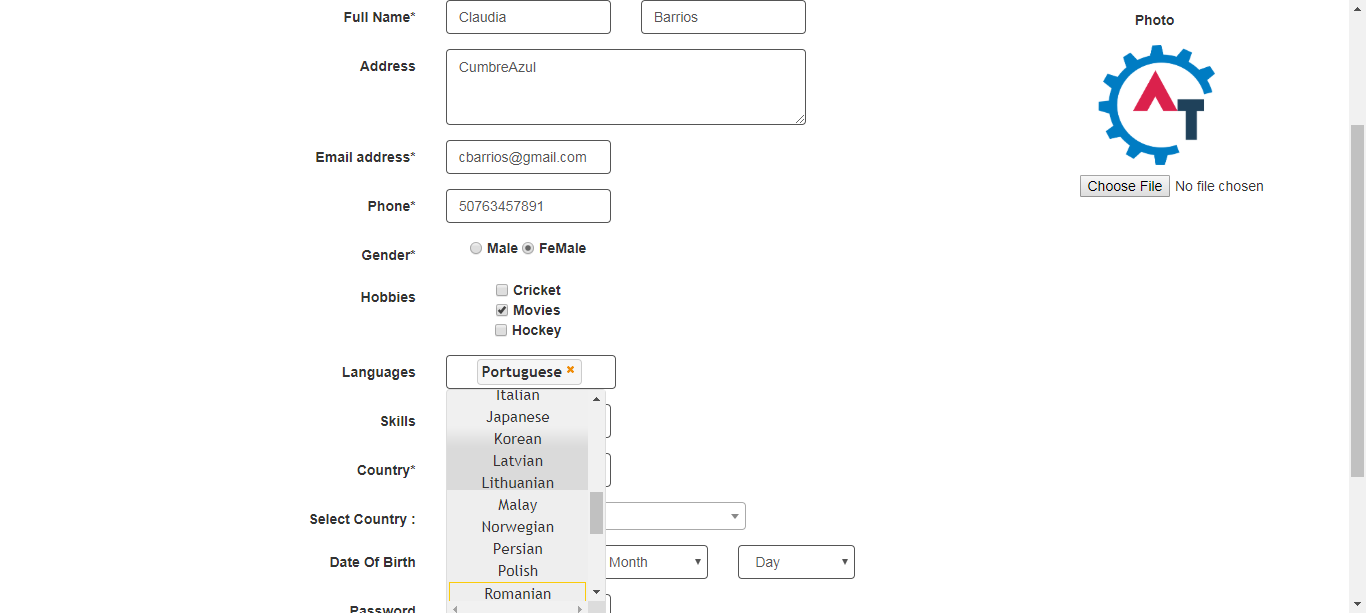 Full Name* Claudia Barrios
Photo
Address CumbreAzul
AT
Email address* cbarrios@gmail.com
Choose File No file chosen
Phone* 50763457891
Gender* Male FeMale
Hobbies Cricket
Movies
Hockey
Languages Portuguese
Italian
Japanese
Skills
Korean
Latvian
Country*
Lithuanian
Malay
Select Country :
Norwegian
Persian
Date Of Birth Month Day
Polish
Romanian
Password